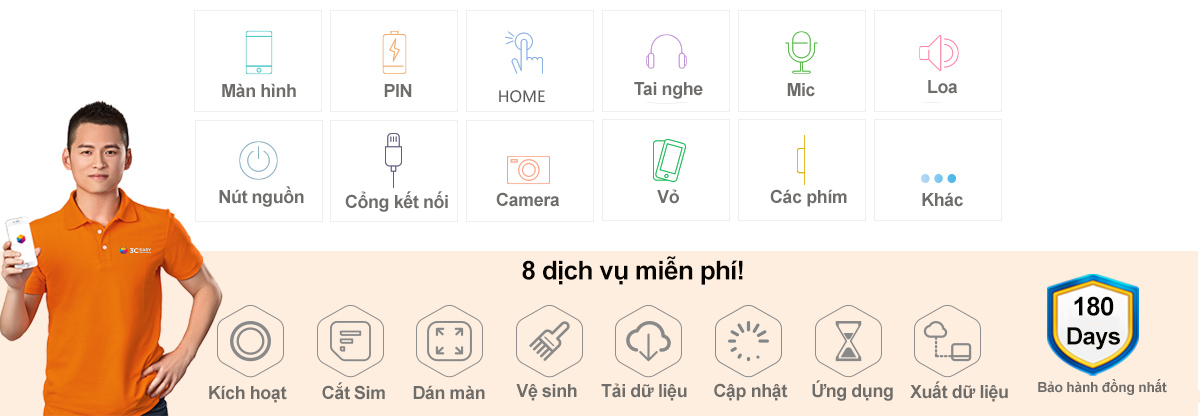 Màn hình
PIN
HOME
Tai nghe
Mic
Loa
Nút nguồn
Cổng kết nối
Camera
Vỏ
Các phím
Khác
3C EASY
8 dịch vụ miễn phí!
Kích hoạt
Cắt Sim
Dán màn
Vệ sinh
Tải dữ liệu
Cập nhật
Ứng dụng
Xuất dữ liệu
180
Days
Bảo hành đồng nhất